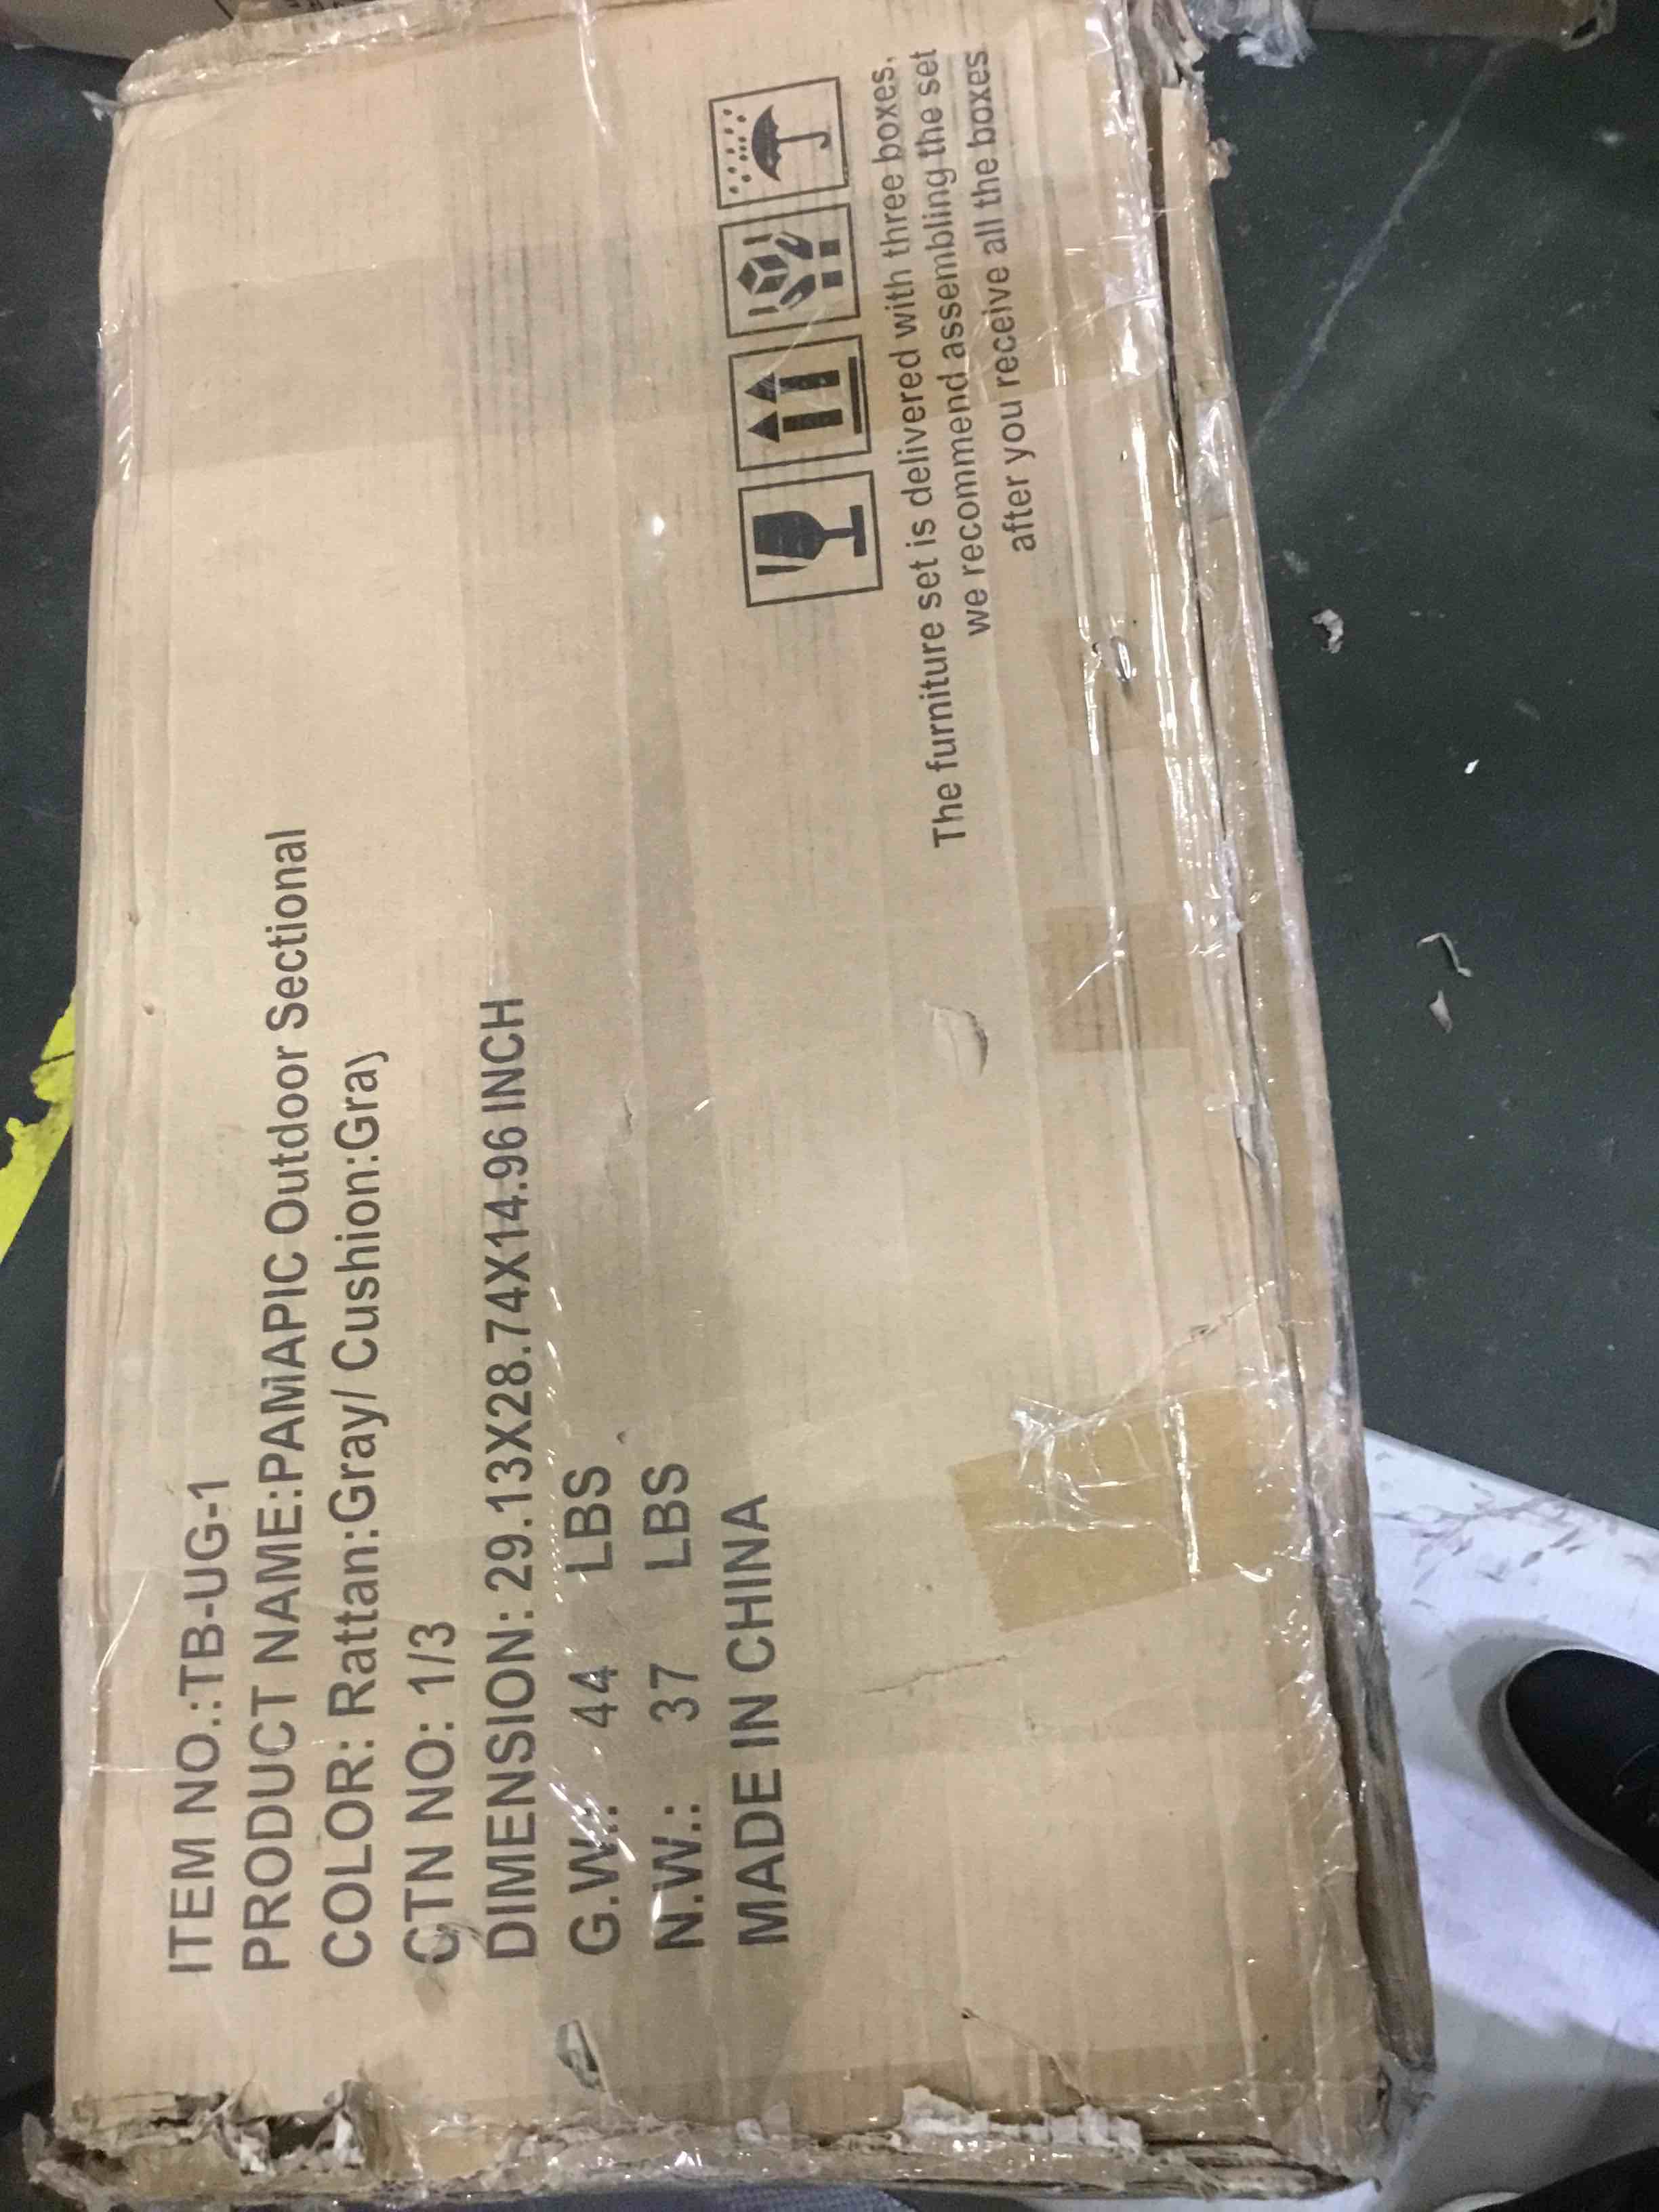 ITEM NO.:TB-UG-1
PRODUCT NAME:PAMAPIC Outdoor Sectional
COLOR: Rattan:Gray/ Cushion:Gray
CTN NO: 1/3
DIMENSION: 29.13X28.74X14.96 INCH
G.W.: 44 LBS
N.W.: 37 LBS
MADE IN CHINA
The furniture set is delivered with three boxes,
we recommend assembling the set
after you receive all the boxes